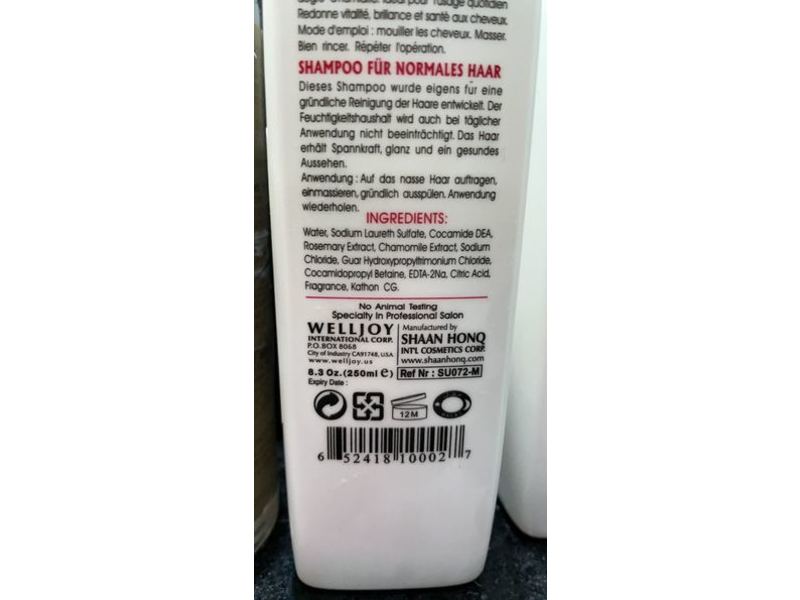 pour l'usage quotidien
Redonne vitalité, brillance et santé aux cheveux.
Mode d'emploi : mouiller les cheveux. Masser.
Bien rincer. Répéter l'opération.
SHAMPOO FÜR NORMALES HAAR
Dieses Shampoo wurde eigens für eine
gründliche Reinigung der Haare entwickelt. Der
Feuchtigkeitshaushalt wird auch bei täglicher
Anwendung nicht beeinträchtigt. Das Haar
erhält Spannkraft, glanz und ein gesundes
Aussehen.
Anwendung : Auf das nasse Haar auftragen,
einmassieren, gründlich ausspülen. Anwendung
wiederholen.
INGREDIENTS:
Water, Sodium Laureth Sulfate, Cocamide DEA,
Rosemary Extract, Chamomile Extract, Sodium
Chloride, Guar Hydroxypropyltrimonium Chloride,
Cocamidopropyl Betaine, EDTA-2Na, Citric Acid,
Fragrance, Kathon CG.
No Animal Testing
Specialty In Professional Salon
WELLJOY
INTERNATIONAL CORP.
P.O.BOX 8068
City of Industry CA91748, USA
www.welljoy.us
Manufactured by
SHAAN HONQ
INT'L COSMETICS CORP.
www.shaanhonq.com
8.3 Oz. (250ml) e
Ref Nr : SU072-M
Expiry Date :
12M
6 52418 10002 7